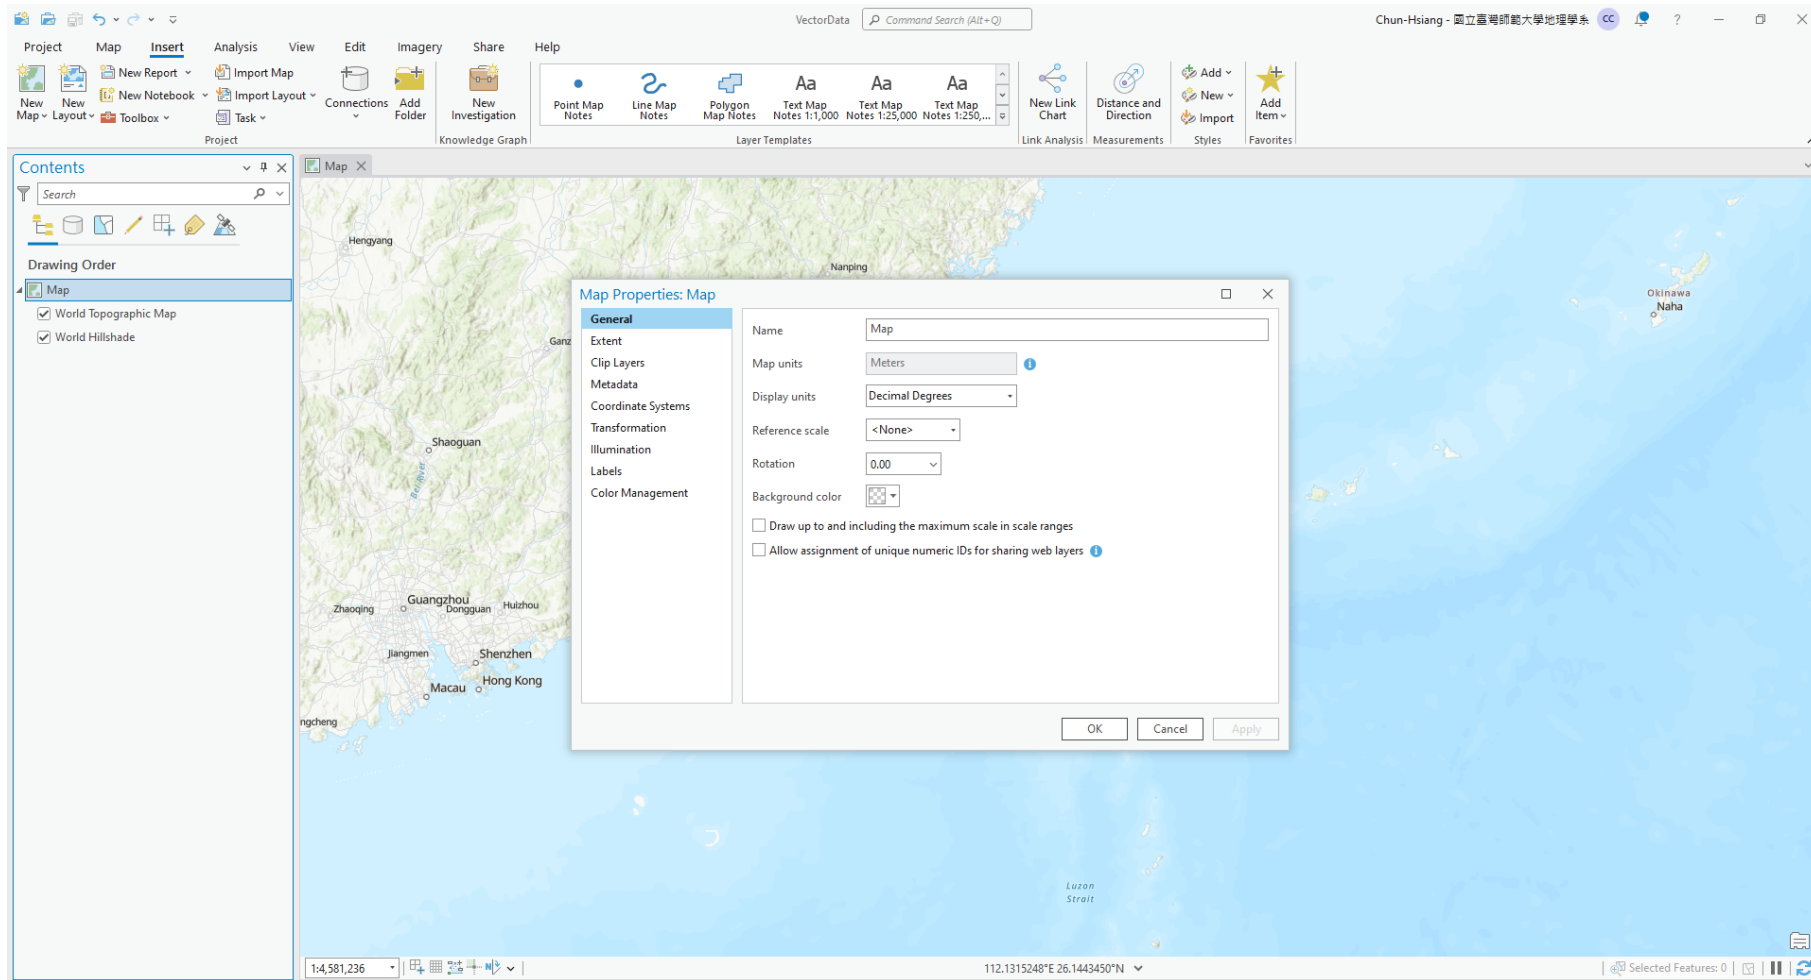 VectorData
Command Search (Alt+Q)
Chun-Hsiang - 國立臺灣師範大學地理學系
CC
?
Project Map Insert Analysis View Edit Imagery Share Help
New Map
New Layout
New Report
New Notebook
Toolbox
Import Map
Import Layout
Task
Connections
Add Folder
New Investigation
Point Map Notes
Line Map Notes
Polygon Map Notes
Aa
Text Map Notes 1:1,000
Aa
Text Map Notes 1:25,000
Aa
Text Map Notes 1:250,...
New Link Chart
Distance and Direction
Add
New
Import
Add Item
Project
Knowledge Graph
Layer Templates
Link Analysis
Measurements
Styles
Favorites
Contents
Search
Drawing Order
Map
World Topographic Map
World Hillshade
Map
Hengyang
Nanping
Okinawa
Naha
Ganz
Shaoguan
Bei River
Guangzhou
Zhaoqing
Dongguan
Huizhou
Jiangmen
Shenzhen
Macau
Hong Kong
ngcheng
Luzon
Strait
Map Properties: Map
General
Extent
Clip Layers
Metadata
Coordinate Systems
Transformation
Illumination
Labels
Color Management
Name Map
Map units Meters
Display units Decimal Degrees
Reference scale <None>
Rotation 0.00
Background color
Draw up to and including the maximum scale in scale ranges
Allow assignment of unique numeric IDs for sharing web layers
OK Cancel Apply
1:4,581,236
N
112.1315248°E 26.1443450°N
Selected Features: 0